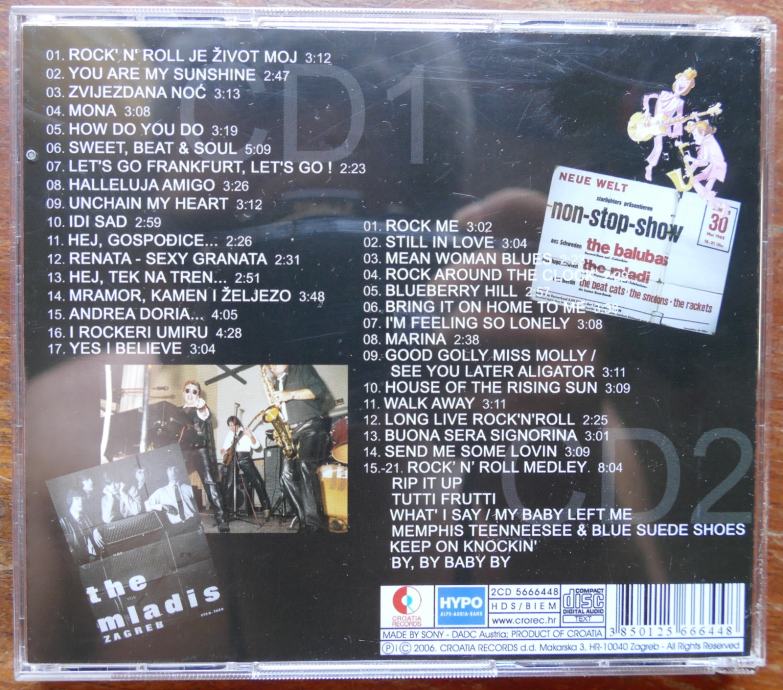 CD1
01. ROCK' N' ROLL JE ŽIVOT MOJ 3:12
02. YOU ARE MY SUNSHINE 2:47
03. ZVIJEZDANA NOĆ 3:13
04. MONA 3:08
05. HOW DO YOU DO 3:19
06. SWEET, BEAT & SOUL 5:09
07. LET'S GO FRANKFURT, LET'S GO ! 2:23
08. HALLELUJA AMIGO 3:26
09. UNCHAIN MY HEART 3:12
10. IDI SAD 2:59
11. HEJ, GOSPOĐICE... 2:26
12. RENATA - SEXY GRANATA 2:31
13. HEJ, TEK NA TREN... 2:51
14. MRAMOR, KAMEN I ŽELJEZO 3:48
15. ANDREA DORIA... 4:05
16. I ROCKERI UMIRU 4:28
17. YES I BELIEVE 3:04
NEUE WELT
starfighters präsentieren
non-stop-show
30
aus Schweden the balubas
the mladi
the beat cats · the snotons · the rackets
CD2
01. ROCK ME 3:02
02. STILL IN LOVE 3:04
03. MEAN WOMAN BLUES
04. ROCK AROUND THE CLOCK
05. BLUEBERRY HILL 2:57
06. BRING IT ON HOME TO ME
07. I'M FEELING SO LONELY 3:08
08. MARINA 2:38
09. GOOD GOLLY MISS MOLLY /
SEE YOU LATER ALIGATOR 3:11
10. HOUSE OF THE RISING SUN 3:09
11. WALK AWAY 3:11
12. LONG LIVE ROCK'N'ROLL 2:25
13. BUONA SERA SIGNORINA 3:01
14. SEND ME SOME LOVIN 3:09
15.-21. ROCK' N' ROLL MEDLEY 8:04
RIP IT UP
TUTTI FRUTTI
WHAT' I SAY / MY BABY LEFT ME
MEMPHIS TEENNEESEE & BLUE SUEDE SHOES
KEEP ON KNOCKIN'
BY, BY BABY BY
the
mladis
ZAGREB
CROATIA
RECORDS
HYPO
ALPE-ADRIA-BANK
2CD 5666448
HDS/BIEM
www.crorec.hr
COMPACT
disc
DIGITAL AUDIO
TEXT
3 850125 666448
MADE BY SONY - DADC Austria; PRODUCT OF CROATIA
Ⓟ I Ⓒ 2006. CROATIA RECORDS d.d. Makarska 3, HR-10040 Zagreb - All Rights Reserved